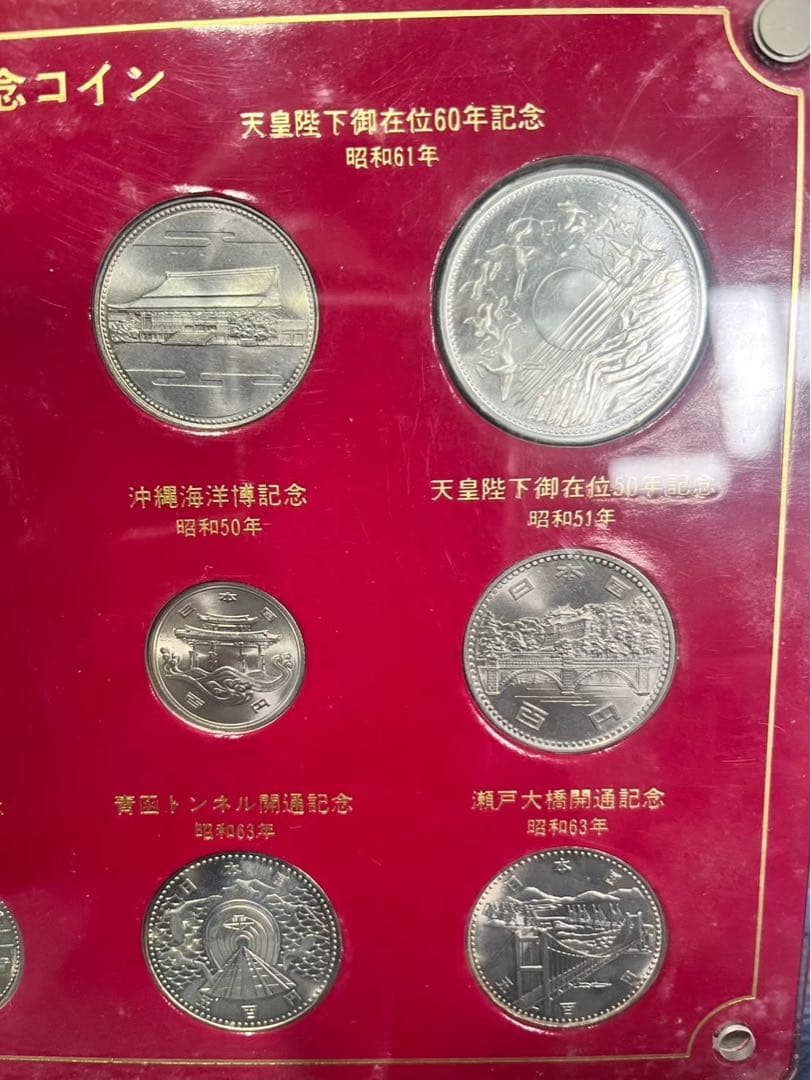 念コイン
天皇陛下御在位60年記念
昭和61年
沖縄海洋博記念
昭和50年
天皇陛下御在位50年記念
昭和51年
日本国
百円
日本国
百円
青函トンネル開通記念
昭和63年
瀬戸大橋開通記念
昭和63年
日本国
五百円
日本国
五百円